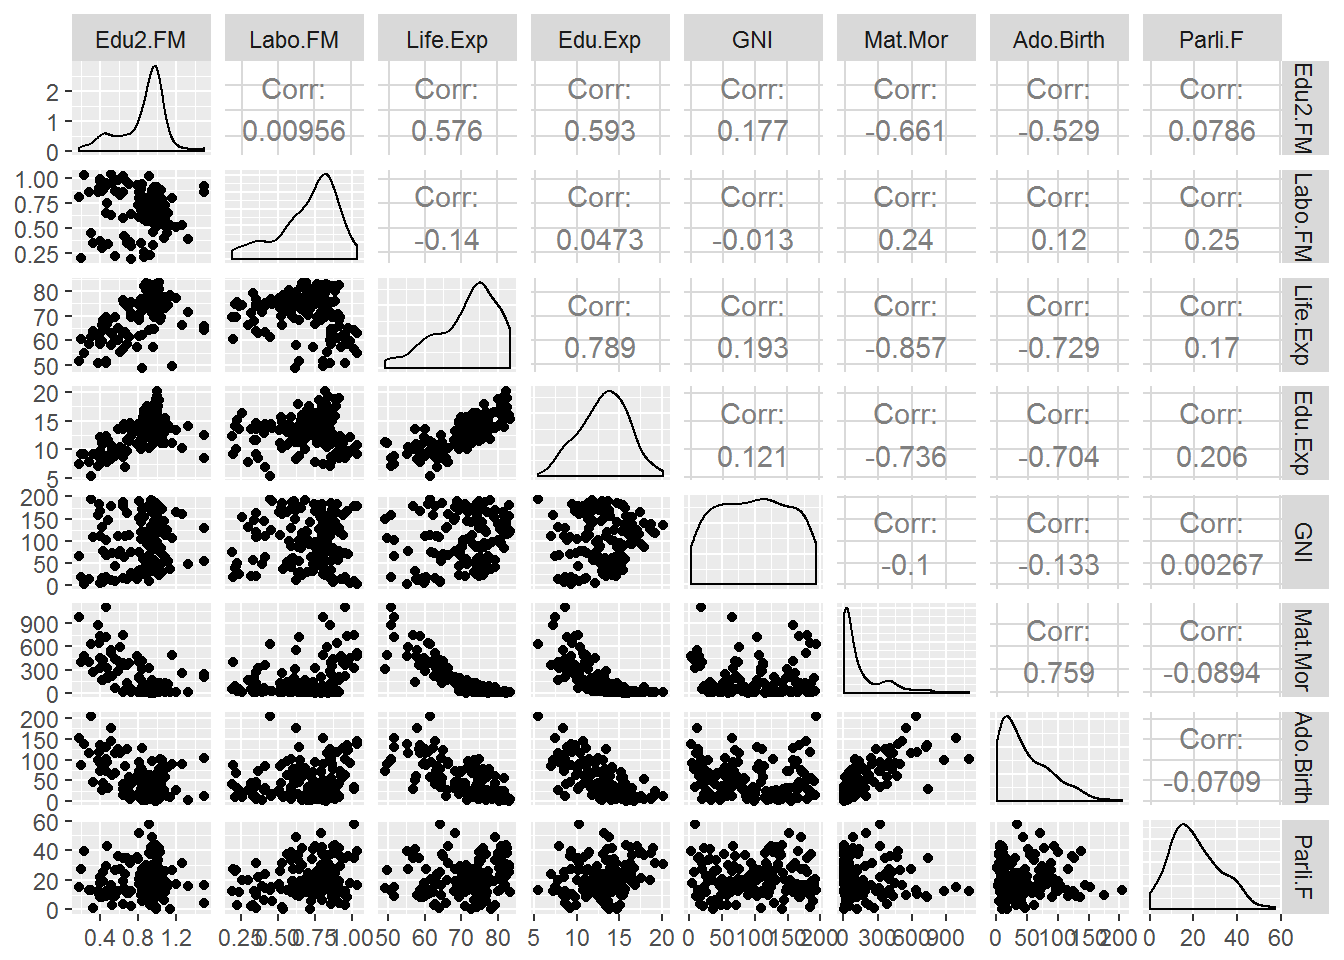 Edu2.FM Labo.FM Life.Exp Edu.Exp GNI Mat.Mor Ado.Birth Parli.F
2 1 0 Corr: 0.00956 Corr: 0.576 Corr: 0.593 Corr: 0.177 Corr: -0.661 Corr: -0.529 Corr: 0.0786 Edu2.FM
1.00 0.75 0.50 0.25 Corr: -0.14 Corr: 0.0473 Corr: -0.013 Corr: 0.24 Corr: 0.12 Corr: 0.25 Labo.FM
80 70 60 50 Corr: 0.789 Corr: 0.193 Corr: -0.857 Corr: -0.729 Corr: 0.17 Life.Exp
20 15 10 5 Corr: 0.121 Corr: -0.736 Corr: -0.704 Corr: 0.206 Edu.Exp
200 150 100 50 0 Corr: -0.1 Corr: -0.133 Corr: 0.00267 GNI
900 600 300 0 Corr: 0.759 Corr: -0.0894 Mat.Mor
200 150 100 50 0 Corr: -0.0709 Ado.Birth
60 40 20 0 Parli.F
0.4 0.8 1.2 0.25 0.50 0.75 1.00 50 60 70 80 5 10 15 20 0 50 100 150 200 0 300 600 900 0 50 100 150 200 0 20 40 60